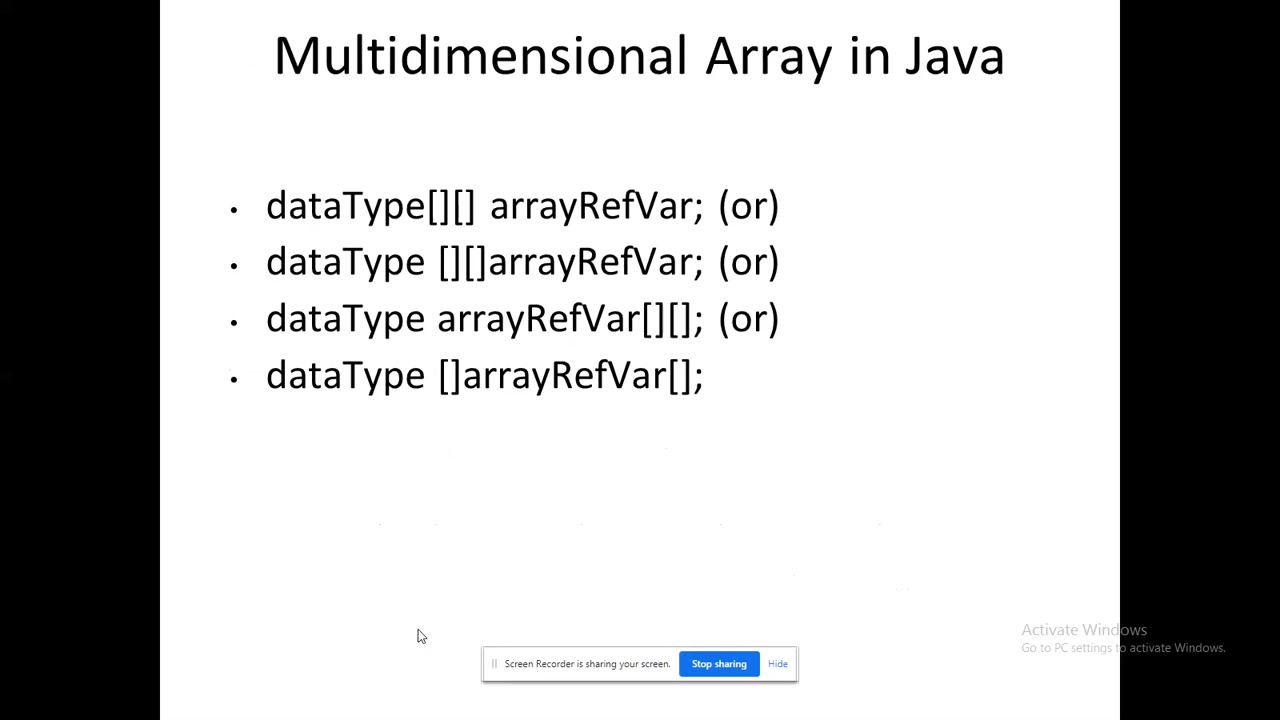 Multidimensional Array in Java
• dataType[][] arrayRefVar; (or)
• dataType [][]arrayRefVar; (or)
• dataType arrayRefVar[][]; (or)
• dataType []arrayRefVar[];
Activate Windows
Go to PC settings to activate Windows.
Screen Recorder is sharing your screen. Stop sharing Hide